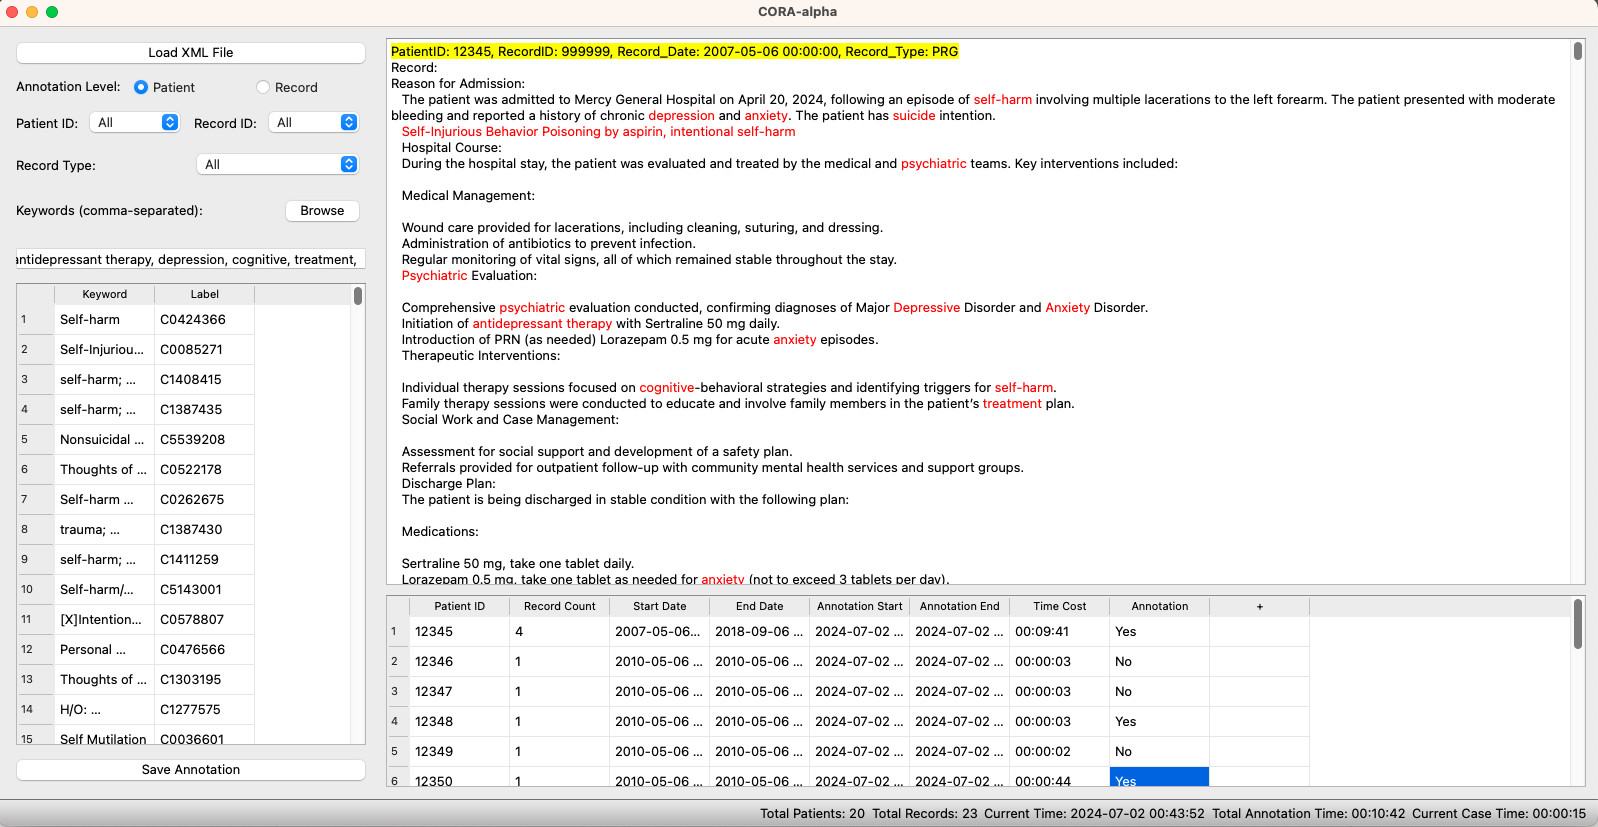 CORA-alpha
Load XML File
Annotation Level: Patient Record
Patient ID: All Record ID: All
Record Type: All
Keywords (comma-separated): Browse
antidepressant therapy, depression, cognitive, treatment,
Keyword Label
1 Self-harm C0424366
2 Self-Injuriou... C0085271
3 self-harm; ... C1408415
4 self-harm; ... C1387435
5 Nonsuicidal ... C5539208
6 Thoughts of ... C0522178
7 Self-harm ... C0262675
8 trauma; ... C1387430
9 self-harm; ... C1411259
10 Self-harm/... C5143001
11 [X]Intention... C0578807
12 Personal ... C0476566
13 Thoughts of ... C1303195
14 H/O: ... C1277575
15 Self Mutilation C0036601
Save Annotation
PatientID: 12345, RecordID: 999999, Record_Date: 2007-05-06 00:00:00, Record_Type: PRG
Record:
Reason for Admission:
The patient was admitted to Mercy General Hospital on April 20, 2024, following an episode of self-harm involving multiple lacerations to the left forearm. The patient presented with moderate
bleeding and reported a history of chronic depression and anxiety. The patient has suicide intention.
Self-Injurious Behavior Poisoning by aspirin, intentional self-harm
Hospital Course:
During the hospital stay, the patient was evaluated and treated by the medical and psychiatric teams. Key interventions included:
Medical Management:
Wound care provided for lacerations, including cleaning, suturing, and dressing.
Administration of antibiotics to prevent infection.
Regular monitoring of vital signs, all of which remained stable throughout the stay.
Psychiatric Evaluation:
Comprehensive psychiatric evaluation conducted, confirming diagnoses of Major Depressive Disorder and Anxiety Disorder.
Initiation of antidepressant therapy with Sertraline 50 mg daily.
Introduction of PRN (as needed) Lorazepam 0.5 mg for acute anxiety episodes.
Therapeutic Interventions:
Individual therapy sessions focused on cognitive-behavioral strategies and identifying triggers for self-harm.
Family therapy sessions were conducted to educate and involve family members in the patient's treatment plan.
Social Work and Case Management:
Assessment for social support and development of a safety plan.
Referrals provided for outpatient follow-up with community mental health services and support groups.
Discharge Plan:
The patient is being discharged in stable condition with the following plan:
Medications:
Sertraline 50 mg, take one tablet daily.
Lorazepam 0.5 mg, take one tablet as needed for anxiety (not to exceed 3 tablets per day).
Patient ID Record Count Start Date End Date Annotation Start Annotation End Time Cost Annotation +
1 12345 4 2007-05-06... 2018-09-06 ... 2024-07-02 ... 2024-07-02 ... 00:09:41 Yes
2 12346 1 2010-05-06 ... 2010-05-06 ... 2024-07-02 ... 2024-07-02 ... 00:00:03 No
3 12347 1 2010-05-06 ... 2010-05-06 ... 2024-07-02 ... 2024-07-02 ... 00:00:03 No
4 12348 1 2010-05-06 ... 2010-05-06 ... 2024-07-02 ... 2024-07-02 ... 00:00:03 Yes
5 12349 1 2010-05-06 ... 2010-05-06 ... 2024-07-02 ... 2024-07-02 ... 00:00:02 No
6 12350 1 2010-05-06 ... 2010-05-06 ... 2024-07-02 ... 2024-07-02 ... 00:00:44 Yes
Total Patients: 20 Total Records: 23 Current Time: 2024-07-02 00:43:52 Total Annotation Time: 00:10:42 Current Case Time: 00:00:15